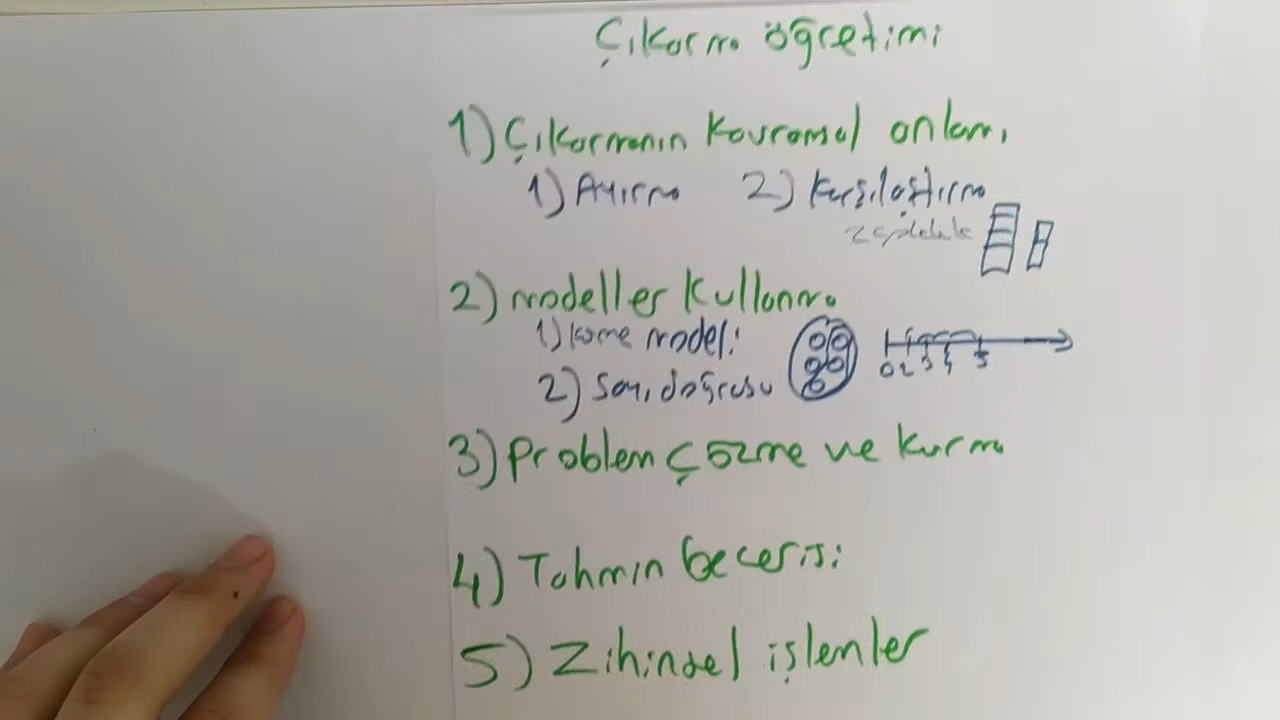 Çıkarma öğretimi
1) Çıkarmanın kavramsal anlamı
1) Ayırma 2) Karşılaştırma
2) modeller kullanma
1) küme modeli
2) Sayı doğrusu
0 2 3 4 5
3) Problem çözme ve kurma
4) Tahmin becerisi
5) Zihinsel işlemler